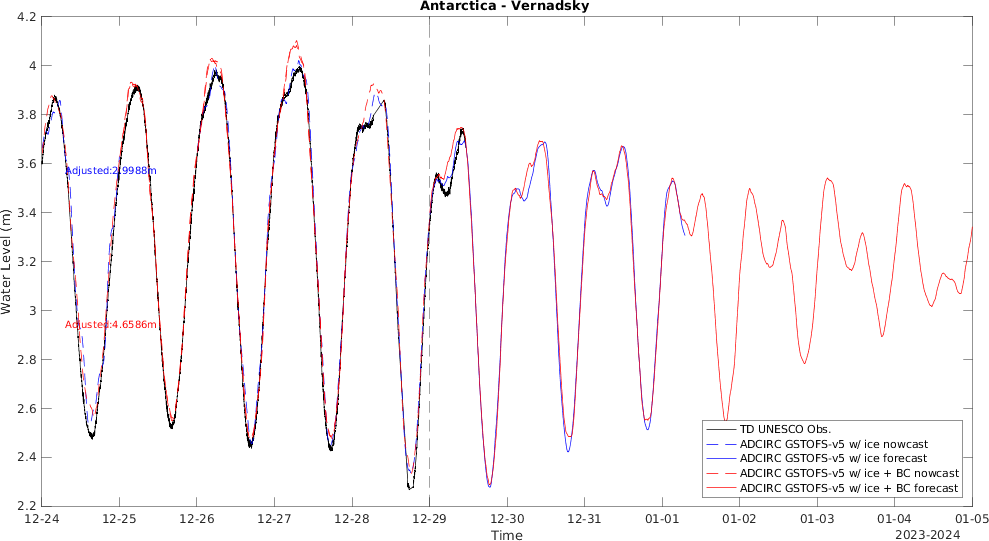 Antarctica - Vernadsky
4.2
4
3.8
3.6
3.4
3.2
3
2.8
2.6
2.4
2.2
Water Level (m)
Adjusted:2.9988m
Adjusted:4.6586m
TD UNESCO Obs.
ADCIRC GSTOFS-v5 w/ ice nowcast
ADCIRC GSTOFS-v5 w/ ice forecast
ADCIRC GSTOFS-v5 w/ ice + BC nowcast
ADCIRC GSTOFS-v5 w/ ice + BC forecast
12-24 12-25 12-26 12-27 12-28 12-29 12-30 12-31 01-01 01-02 01-03 01-04 01-05
Time
2023-2024